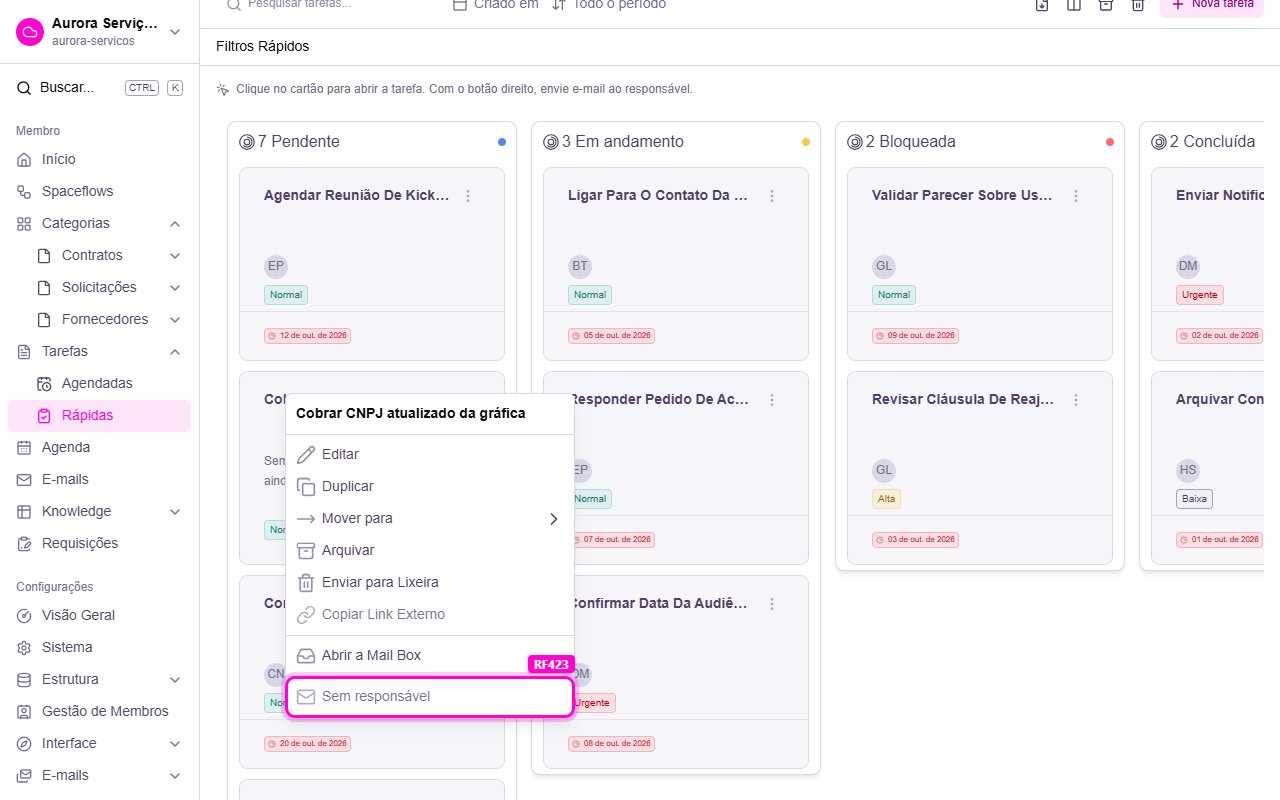 Aurora Serviç...
aurora-servicos
Buscar...
CTRL
K
Membro
Início
Spaceflows
Categorias
Contratos
Solicitações
Fornecedores
Tarefas
Agendadas
Rápidas
Agenda
E-mails
Knowledge
Requisições
Configurações
Visão Geral
Sistema
Estrutura
Gestão de Membros
Interface
E-mails
Pesquisar tarefas...
Criado em
Todo o período
Nova tarefa
Filtros Rápidos
Clique no cartão para abrir a tarefa. Com o botão direito, envie e-mail ao responsável.
7 Pendente
Agendar Reunião De Kick...
EP
Normal
12 de out. de 2026
20 de out. de 2026
Cobrar CNPJ atualizado da gráfica
Editar
Duplicar
Mover para
Arquivar
Enviar para Lixeira
Copiar Link Externo
Abrir a Mail Box
RF423
Sem responsável
3 Em andamento
Ligar Para O Contato Da ...
BT
Normal
05 de out. de 2026
Responder Pedido De Ac...
EP
Normal
07 de out. de 2026
Confirmar Data Da Audiê...
DM
Urgente
08 de out. de 2026
2 Bloqueada
Validar Parecer Sobre Us...
GL
Normal
09 de out. de 2026
Revisar Cláusula De Reaj...
GL
Alta
03 de out. de 2026
2 Concluída
Enviar Notific
DM
Urgente
02 de out. de 2026
Arquivar Con
HS
Baixa
01 de out. de 2026